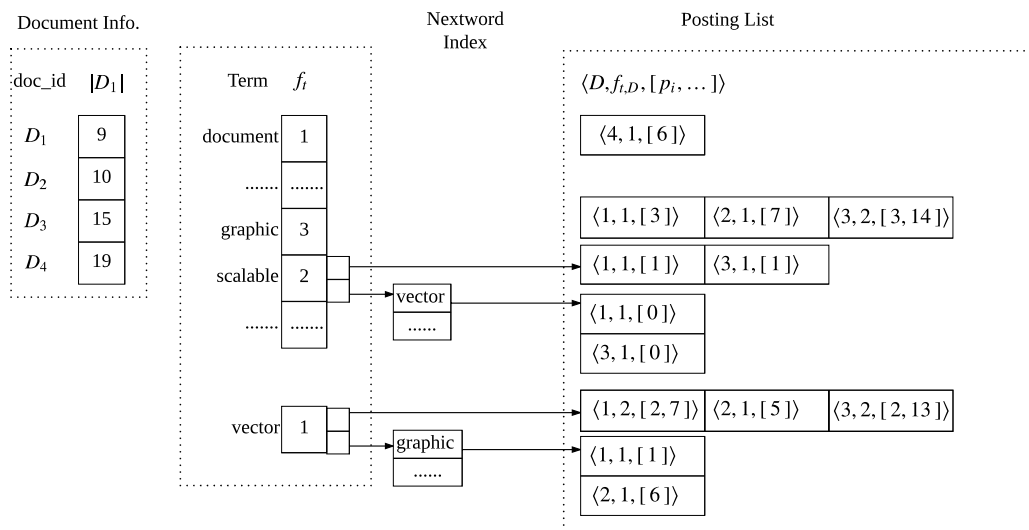 Document Info.
Nextword
Index
Posting List
doc_id |D₁|
Term fₜ
⟨D, f_{t,D}, [pᵢ, …]⟩
D₁ 9
D₂ 10
D₃ 15
D₄ 19
document 1
....... .......
graphic 3
scalable 2
....... .......
vector 1
vector
......
graphic
......
⟨4, 1, [6]⟩
⟨1, 1, [3]⟩ ⟨2, 1, [7]⟩ ⟨3, 2, [3, 14]⟩
⟨1, 1, [1]⟩ ⟨3, 1, [1]⟩
⟨1, 1, [0]⟩
⟨3, 1, [0]⟩
⟨1, 2, [2, 7]⟩ ⟨2, 1, [5]⟩ ⟨3, 2, [2, 13]⟩
⟨1, 1, [1]⟩
⟨2, 1, [6]⟩